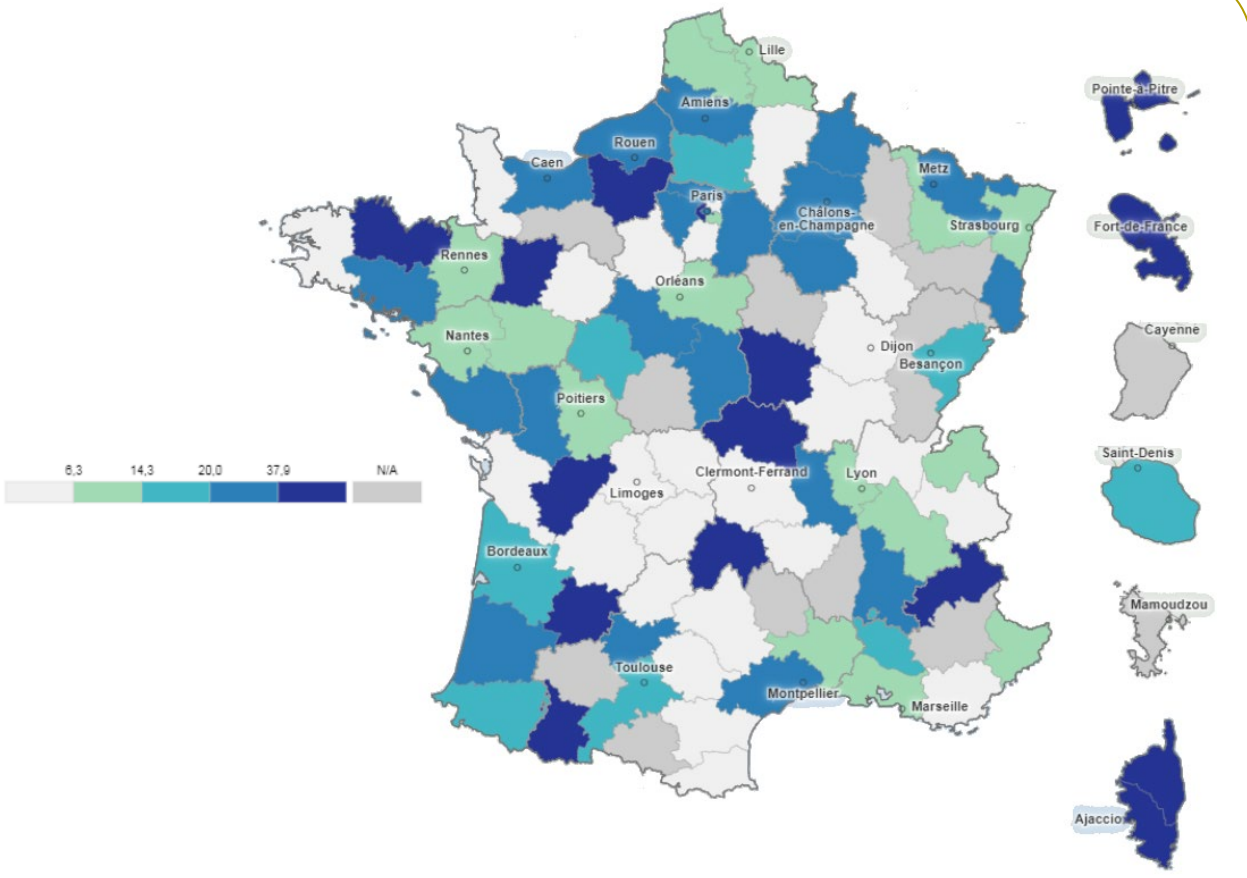 Lille
Pointe-à-Pitre
Amiens
Rouen
Caen
Metz
Paris
Châlons-
en-Champagne
Strasbourg
Fort-de-France
Rennes
Orléans
Cayenne
Nantes
Dijon
Besançon
Poitiers
Saint-Denis
6,3 14,3 20,0 37,9 N/A
Clermont-Ferrand
Lyon
Limoges
Bordeaux
Mamoudzou
Toulouse
Montpellier
Marseille
Ajaccio